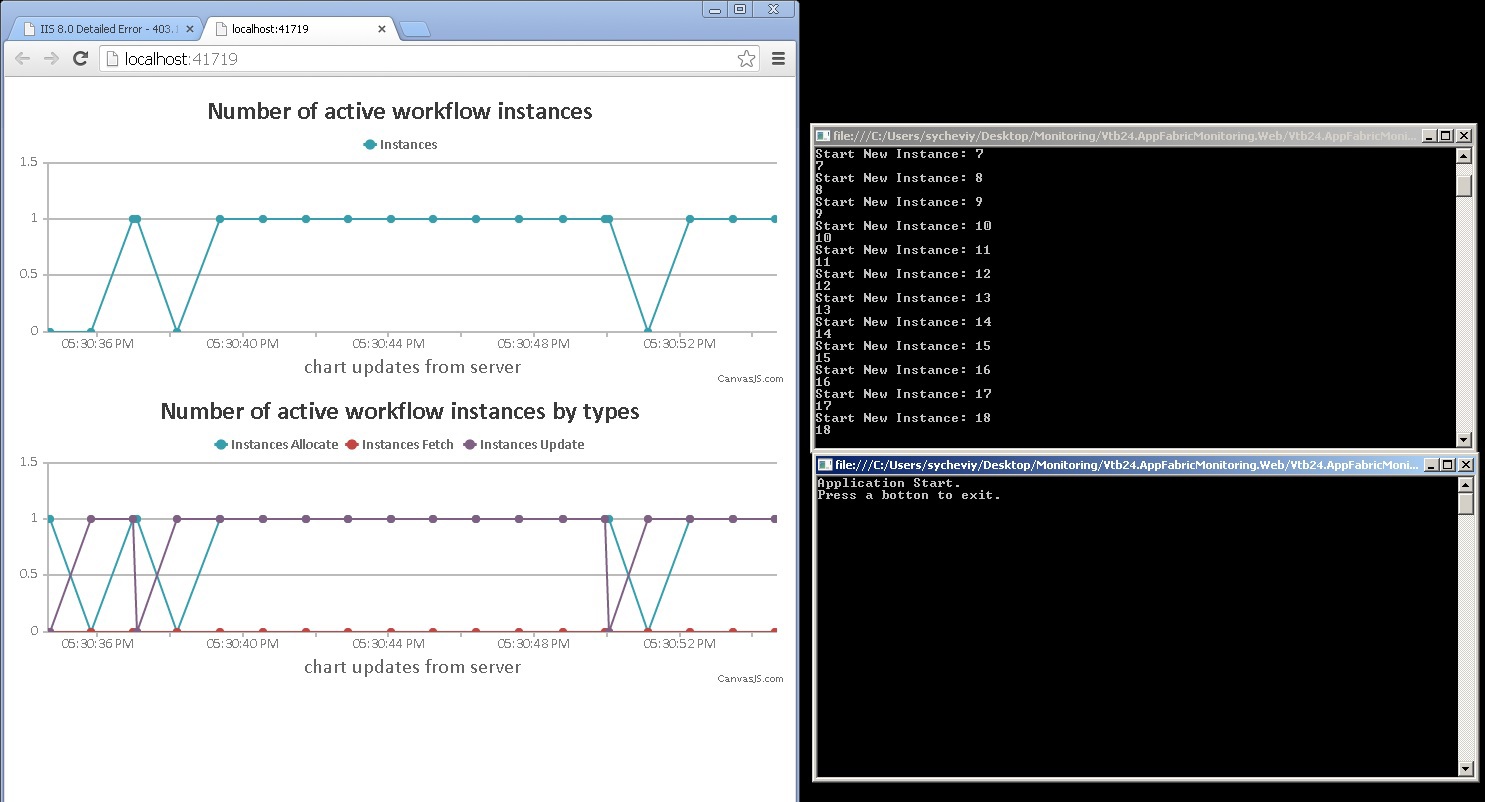 IIS 8.0 Detailed Error - 403.
localhost:41719
localhost:41719
Number of active workflow instances
Instances
1.5
1
0.5
0
05:30:36 PM
05:30:40 PM
05:30:44 PM
05:30:48 PM
05:30:52 PM
chart updates from server
CanvasJS.com
Number of active workflow instances by types
Instances Allocate
Instances Fetch
Instances Update
1.5
1
0.5
0
05:30:36 PM
05:30:40 PM
05:30:44 PM
05:30:48 PM
05:30:52 PM
chart updates from server
CanvasJS.com
file:///C:/Users/sycheviy/Desktop/Monitoring/Vtb24.AppFabricMonitoring.Web/Vtb24.AppFabricMoni...
Start New Instance: 7
7
Start New Instance: 8
8
Start New Instance: 9
9
Start New Instance: 10
10
Start New Instance: 11
11
Start New Instance: 12
12
Start New Instance: 13
13
Start New Instance: 14
14
Start New Instance: 15
15
Start New Instance: 16
16
Start New Instance: 17
17
Start New Instance: 18
18
file:///C:/Users/sycheviy/Desktop/Monitoring/Vtb24.AppFabricMonitoring.Web/Vtb24.AppFabricMoni...
Application Start.
Press a botton to exit.